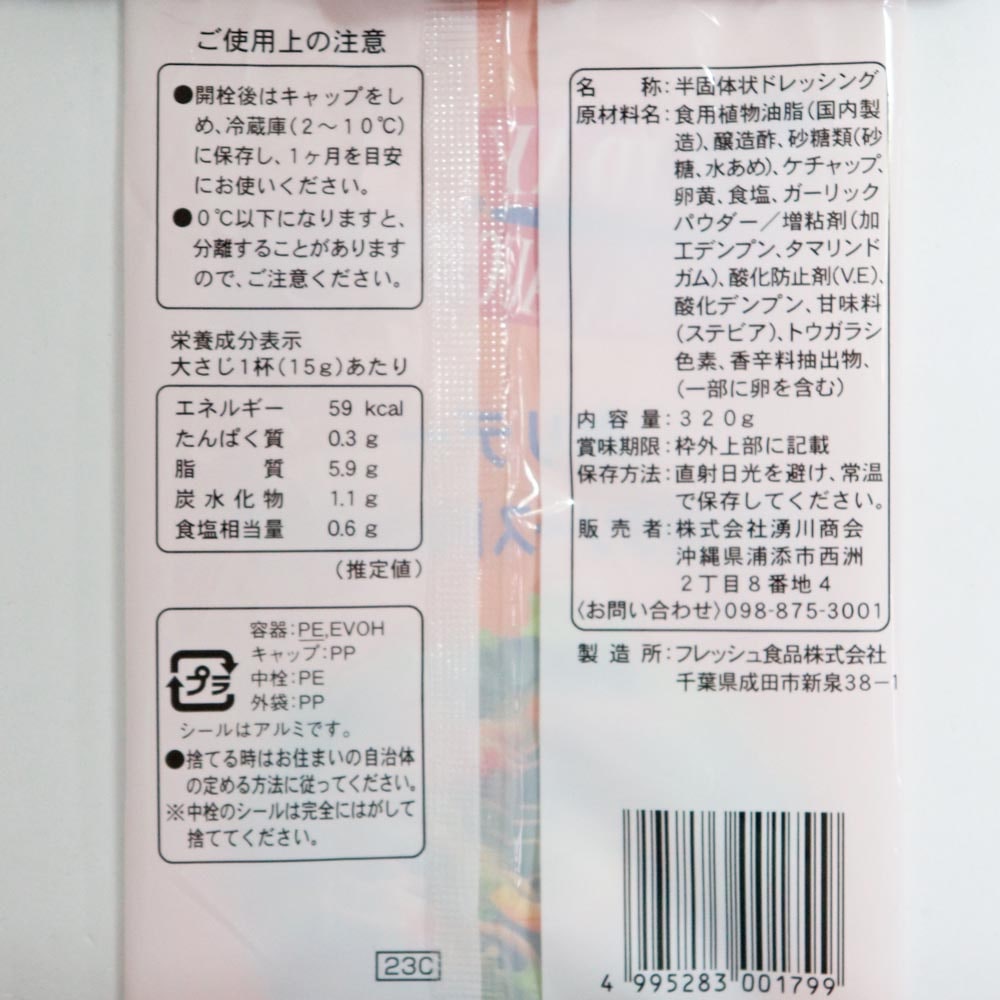 ご使用上の注意
●開栓後はキャップをし
め、冷蔵庫(2～10℃)
に保存し、1ヶ月を目安
にお使いください。
●0℃以下になりますと、
分離することがあります
ので、ご注意ください。
栄養成分表示
大さじ1杯(15g)あたり
エネルギー 59 kcal
たんぱく質 0.3 g
脂質 5.9 g
炭水化物 1.1 g
食塩相当量 0.6 g
(推定値)
プラ
容器:PE,EVOH
キャップ:PP
中栓:PE
外袋:PP
シールはアルミです。
●捨てる時はお住まいの自治体
の定める方法に従ってください。
※中栓のシールは完全にはがして
捨ててください。
23C
名称:半固体状ドレッシング
原材料名:食用植物油脂(国内製
造)、醸造酢、砂糖類(砂
糖、水あめ)、ケチャップ、
卵黄、食塩、ガーリック
パウダー／増粘剤(加
工デンプン、タマリンド
ガム)、酸化防止剤(V.E)、
酸化デンプン、甘味料
(ステビア)、トウガラシ
色素、香辛料抽出物、
(一部に卵を含む)
内容量:320g
賞味期限:枠外上部に記載
保存方法:直射日光を避け、常温
で保存してください。
販売者:株式会社湧川商会
沖縄県浦添市西洲
2丁目8番地4
〈お問い合わせ〉098-875-3001
製造所:フレッシュ食品株式会社
千葉県成田市新泉38-1
4 995283 001799